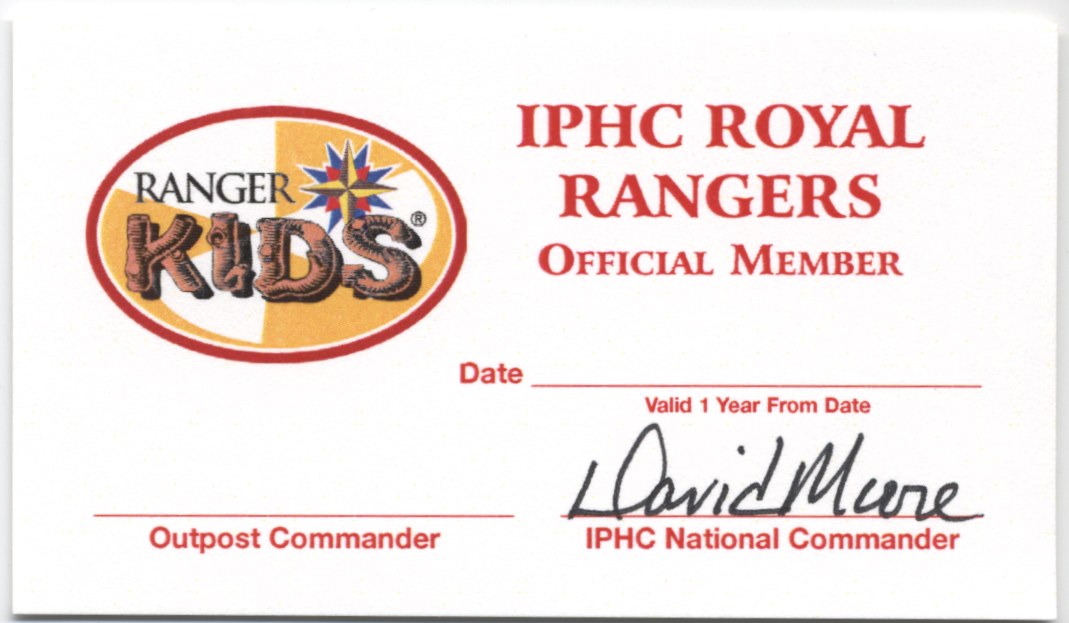 RANGER
KIDS®
IPHC ROYAL
RANGERS
OFFICIAL MEMBER
Date
Valid 1 Year From Date
David Moore
Outpost Commander
IPHC National Commander